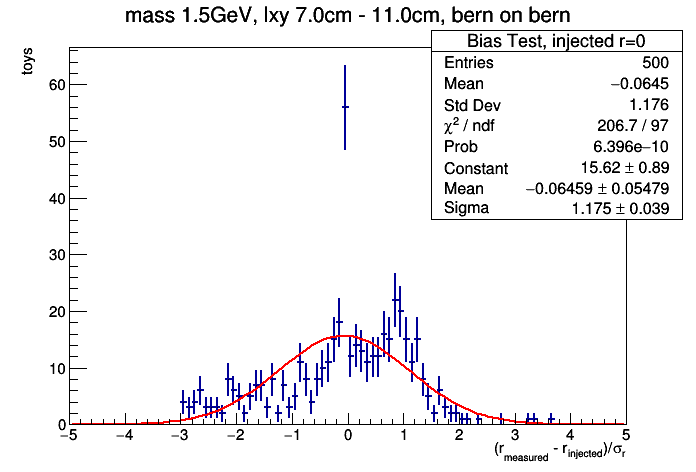 mass 1.5GeV, lxy 7.0cm - 11.0cm, bern on bern
Bias Test, injected r=0
Entries 500
Mean −0.0645
Std Dev 1.176
χ² / ndf 206.7 / 97
Prob 6.396e−10
Constant 15.62 ± 0.89
Mean −0.06459 ± 0.05479
Sigma 1.175 ± 0.039
toys
60
50
40
30
20
10
0
−5 −4 −3 −2 −1 0 1 2 3 4 5
(r_measured - r_injected)/σ_r